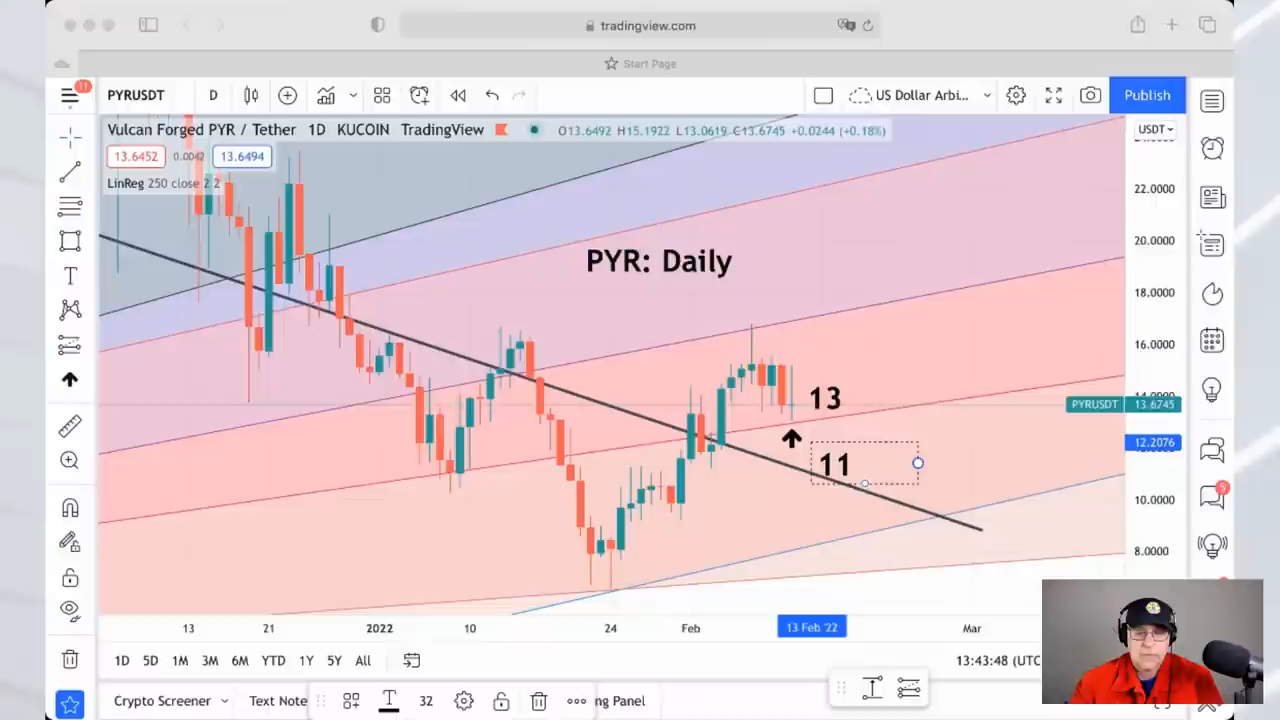 tradingview.com
Start Page
11
PYRUSDT
D
US Dollar Arbi...
Publish
Vulcan Forged PYR / Tether 1D KUCOIN TradingView
O13.6492 H15.1922 L13.0619 C13.6745 +0.0244 (+0.18%)
USDT
13.6452 0.0042 13.6494
LinReg 250 close 2 2
22.0000
20.0000
18.0000
16.0000
PYR: Daily
13
PYRUSDT 13.6745
12.2076
11
10.0000
8.0000
5
13 21 2022 10 24 Feb 13 Feb '22 Mar
1D 5D 1M 3M 6M YTD 1Y 5Y All
13:43:48 (UTC
Crypto Screener
Text Note
32
ng Panel